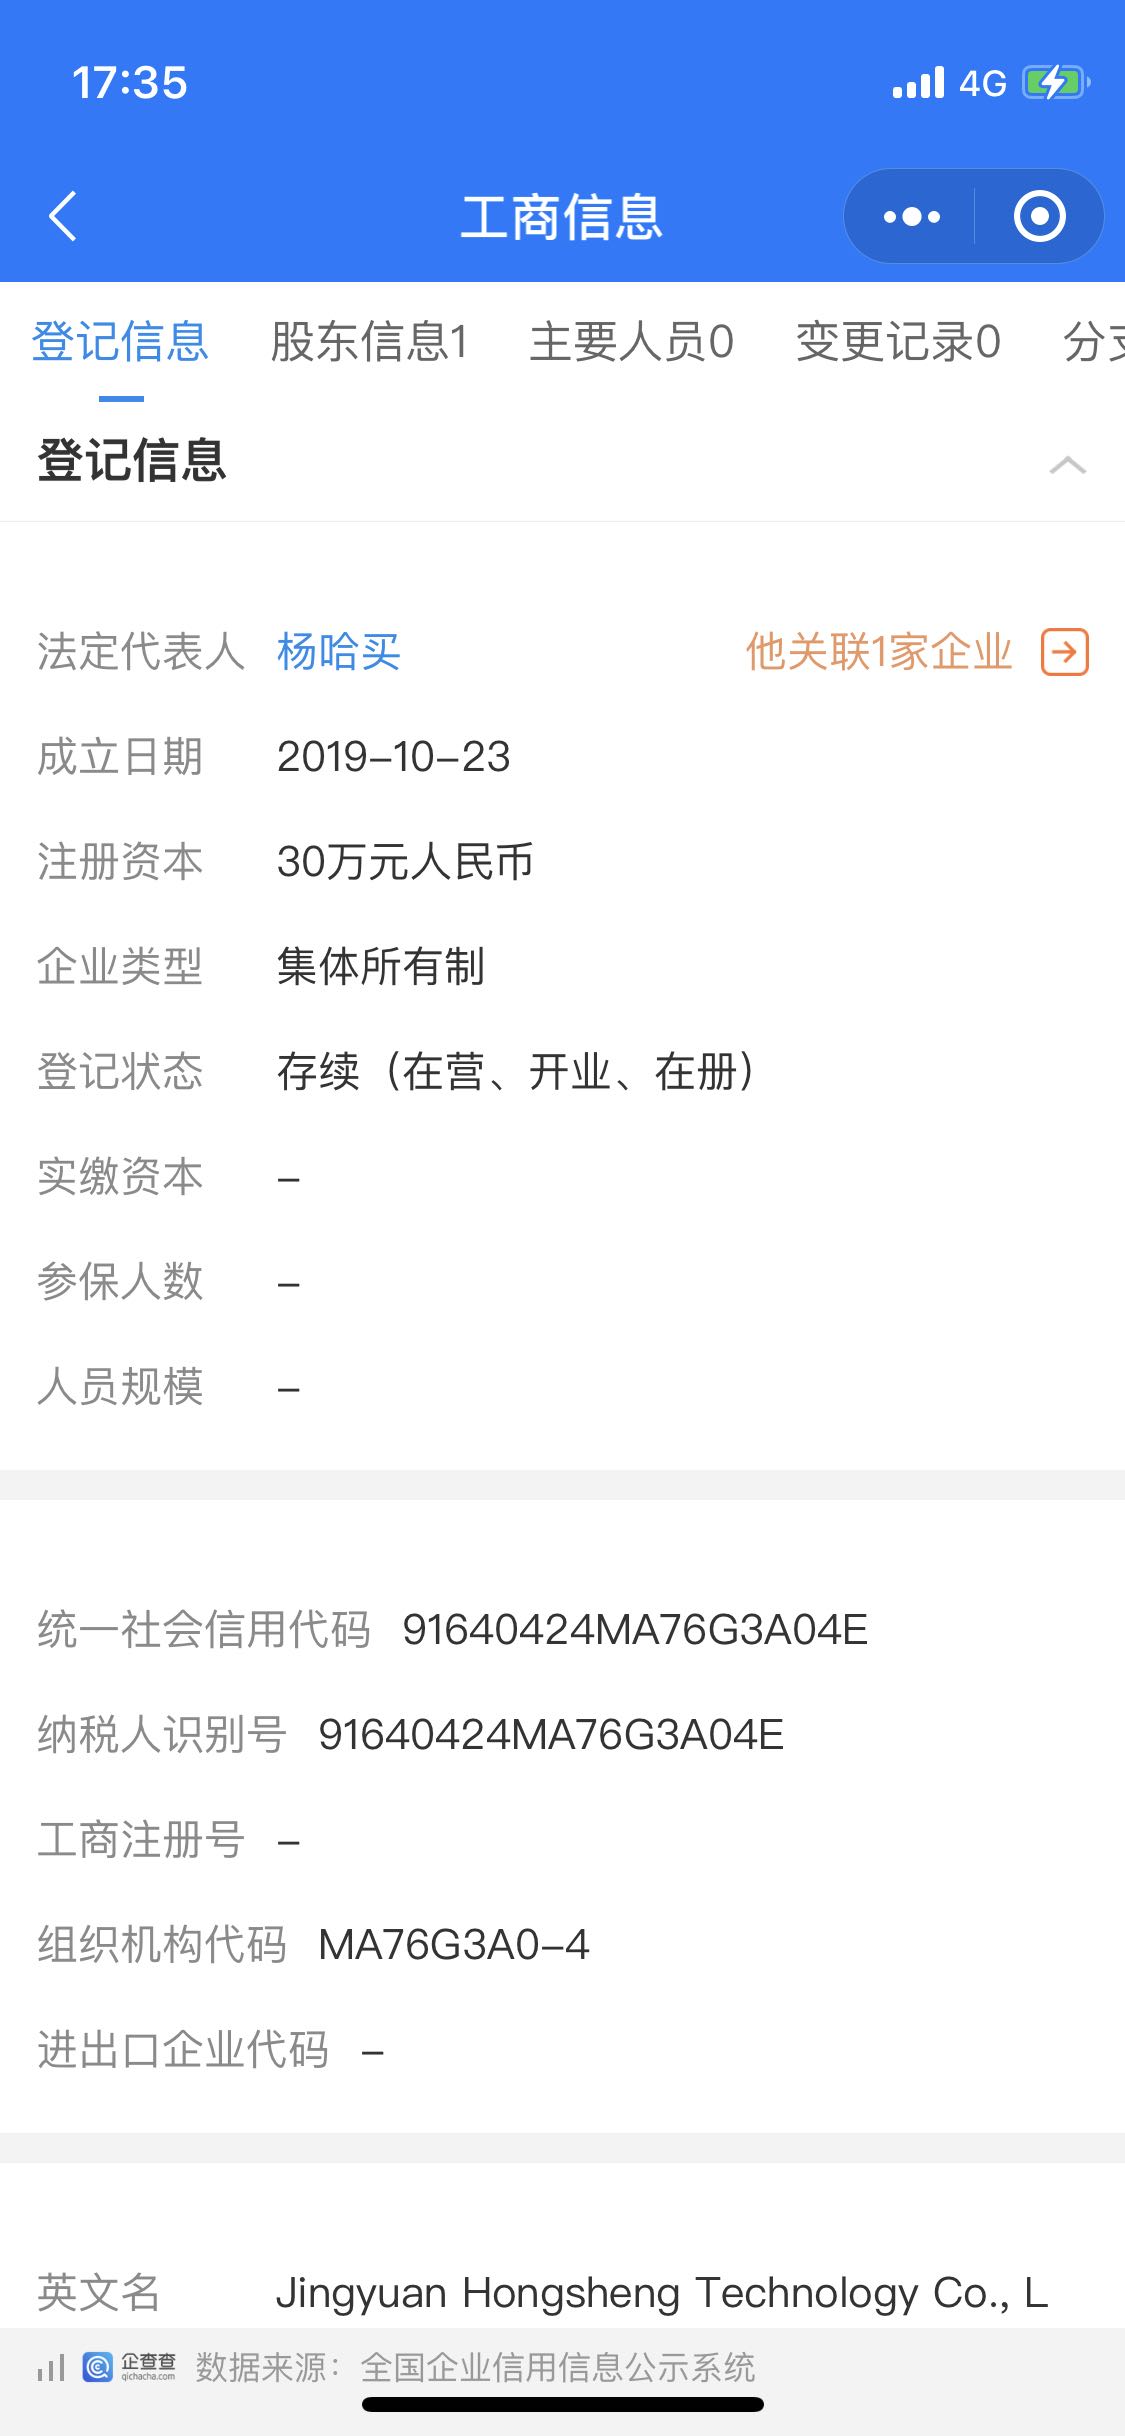 17:35
4G
工商信息
登记信息 股东信息1 主要人员0 变更记录0 分支
登记信息
法定代表人 杨哈买 他关联1家企业
成立日期 2019-10-23
注册资本 30万元人民币
企业类型 集体所有制
登记状态 存续（在营、开业、在册）
实缴资本 -
参保人数 -
人员规模 -
统一社会信用代码 91640424MA76G3A04E
纳税人识别号 91640424MA76G3A04E
工商注册号 -
组织机构代码 MA76G3A0-4
进出口企业代码 -
英文名 Jingyuan Hongsheng Technology Co., L
企查查 qichacha.com 数据来源：全国企业信用信息公示系统